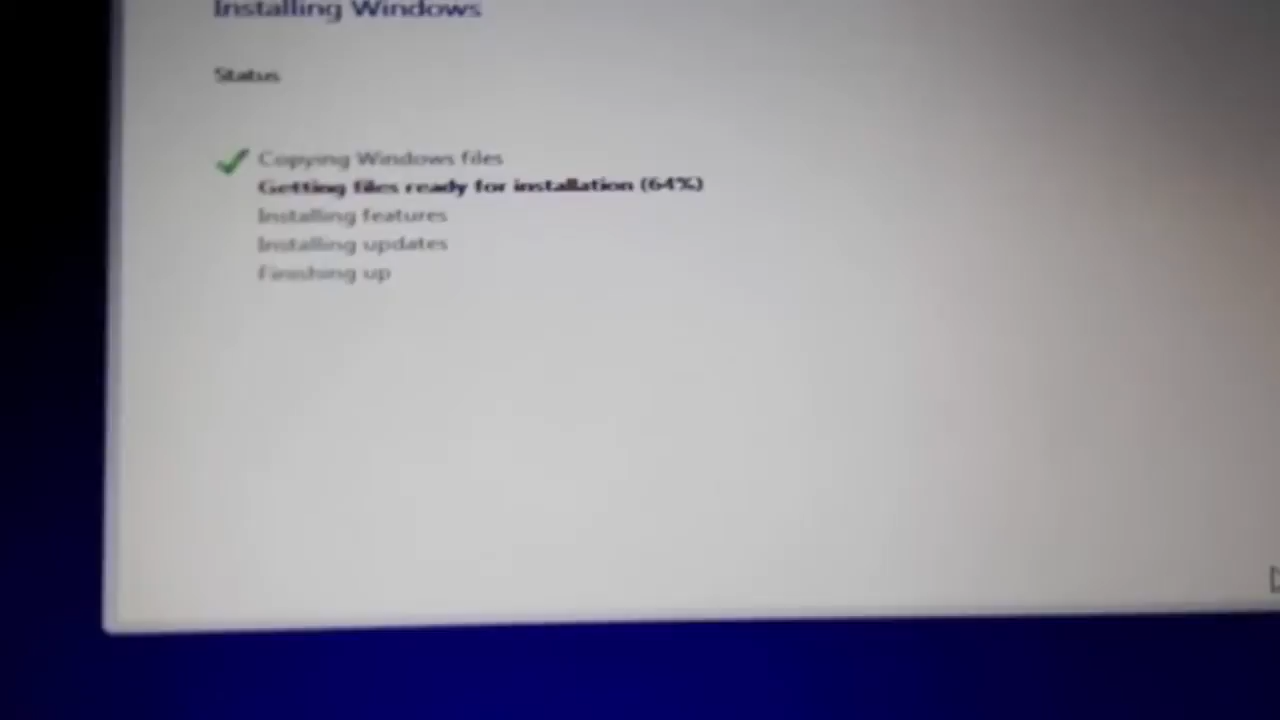 Installing Windows
Status
Copying Windows files
Getting files ready for installation (64%)
Installing features
Installing updates
Finishing up